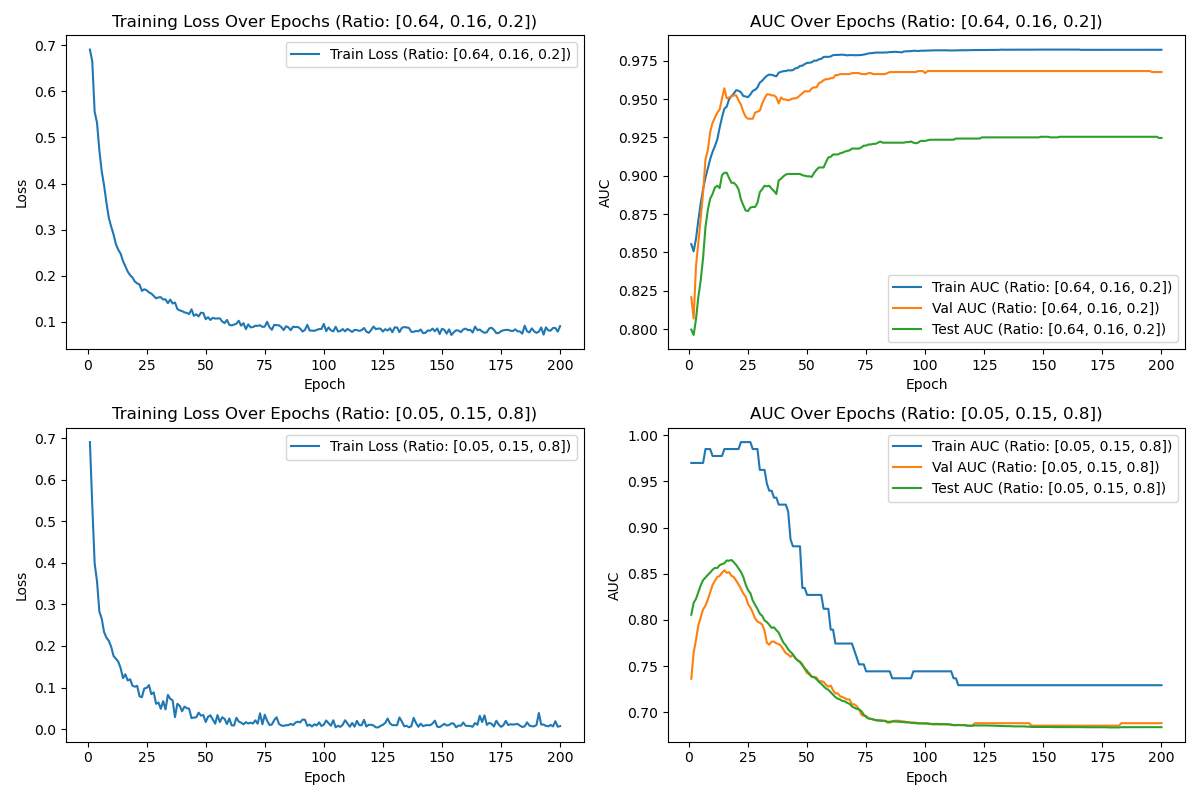 Training Loss Over Epochs (Ratio: [0.64, 0.16, 0.2])
0.7
0.6
0.5
0.4
0.3
0.2
0.1
Loss
Train Loss (Ratio: [0.64, 0.16, 0.2])
0 25 50 75 100 125 150 175 200
Epoch
AUC Over Epochs (Ratio: [0.64, 0.16, 0.2])
0.975
0.950
0.925
0.900
0.875
0.850
0.825
0.800
AUC
Train AUC (Ratio: [0.64, 0.16, 0.2])
Val AUC (Ratio: [0.64, 0.16, 0.2])
Test AUC (Ratio: [0.64, 0.16, 0.2])
0 25 50 75 100 125 150 175 200
Epoch
Training Loss Over Epochs (Ratio: [0.05, 0.15, 0.8])
0.7
0.6
0.5
0.4
0.3
0.2
0.1
0.0
Loss
Train Loss (Ratio: [0.05, 0.15, 0.8])
0 25 50 75 100 125 150 175 200
Epoch
AUC Over Epochs (Ratio: [0.05, 0.15, 0.8])
1.00
0.95
0.90
0.85
0.80
0.75
0.70
AUC
Train AUC (Ratio: [0.05, 0.15, 0.8])
Val AUC (Ratio: [0.05, 0.15, 0.8])
Test AUC (Ratio: [0.05, 0.15, 0.8])
0 25 50 75 100 125 150 175 200
Epoch